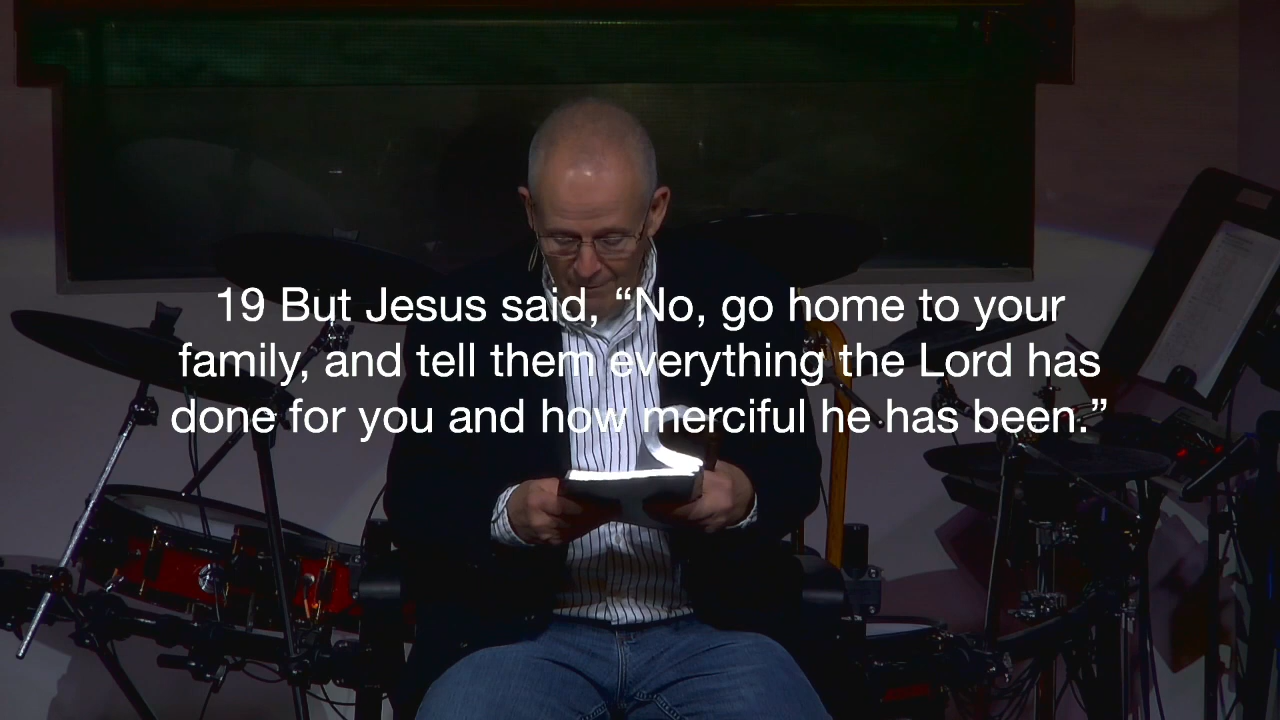 19 But Jesus said, “No, go home to your
family, and tell them everything the Lord has
done for you and how merciful he has been.”